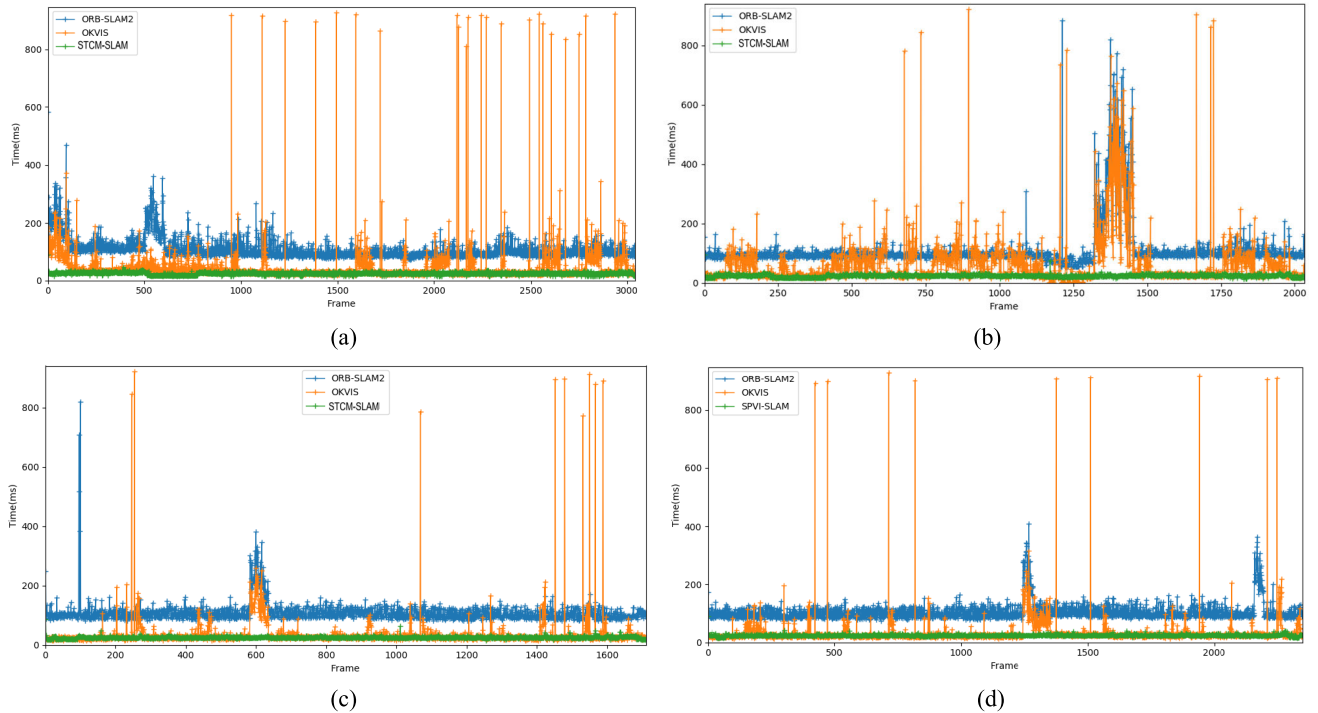 ORB-SLAM2
OKVIS
STCM-SLAM
800
600
400
200
0
Time(ms)
0 500 1000 1500 2000 2500 3000
Frame
(a)
ORB-SLAM2
OKVIS
STCM-SLAM
800
600
400
200
0
Time(ms)
0 250 500 750 1000 1250 1500 1750 2000
Frame
(b)
ORB-SLAM2
OKVIS
STCM-SLAM
800
600
400
200
0
Time(ms)
0 200 400 600 800 1000 1200 1400 1600
Frame
(c)
ORB-SLAM2
OKVIS
SPVI-SLAM
800
600
400
200
0
Time(ms)
0 500 1000 1500 2000
Frame
(d)